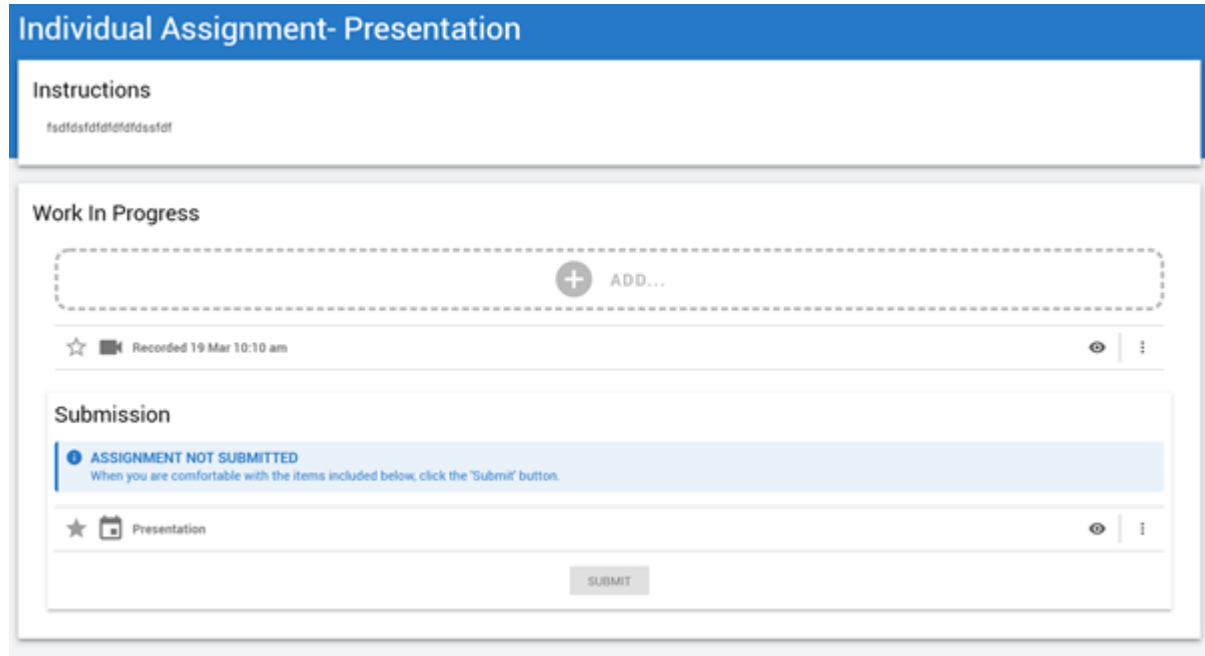 Individual Assignment- Presentation
Instructions
fsdfdsfdfdfdfdfdssfdf
Work In Progress
ADD...
Recorded 19 Mar 10:10 am
Submission
ASSIGNMENT NOT SUBMITTED
When you are comfortable with the items included below, click the 'Submit' button.
Presentation
SUBMIT